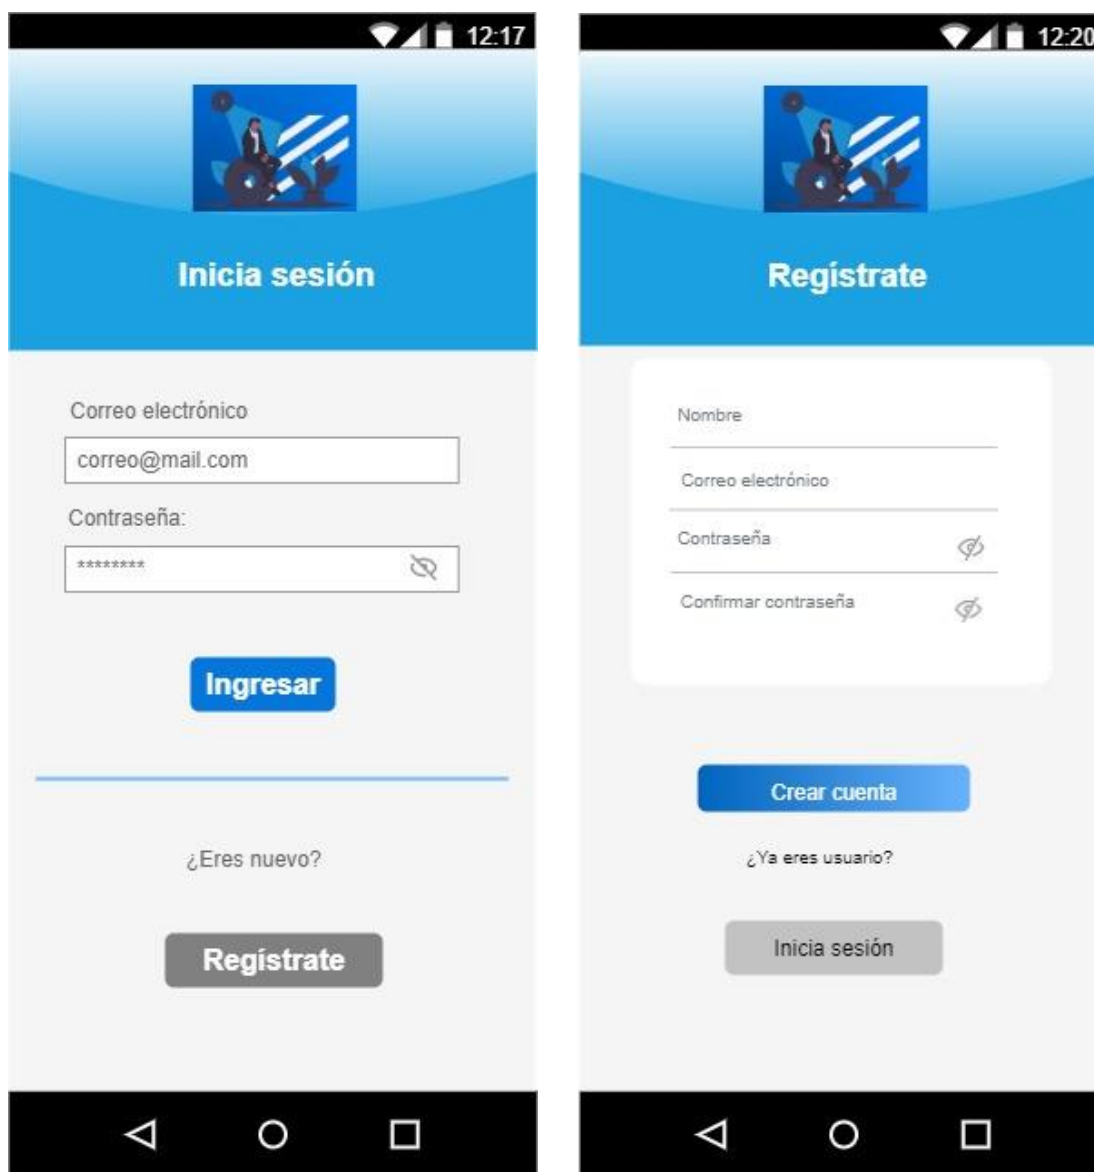 12:17
Inicia sesión
Correo electrónico
correo@mail.com
Contraseña:
********
Ingresar
¿Eres nuevo?
Regístrate
12:20
Regístrate
Nombre
Correo electrónico
Contraseña
Confirmar contraseña
Crear cuenta
¿Ya eres usuario?
Inicia sesión